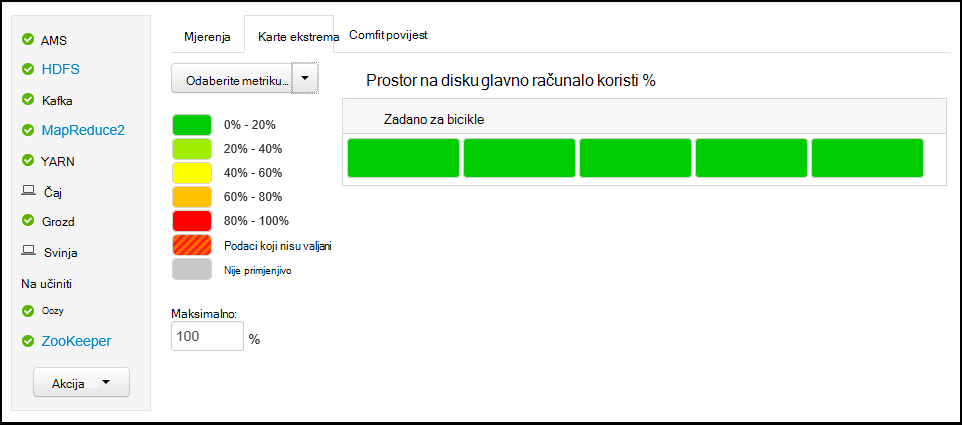 AMS
HDFS
Kafka
MapReduce2
YARN
Čaj
Grozd
Svinja
Na učiniti
Oozy
ZooKeeper
Akcija
Mjerenja
Karte ekstrema
Comfit povijest
Odaberite metriku...
Prostor na disku glavno računalo koristi %
Zadano za bicikle
0% - 20%
20% - 40%
40% - 60%
60% - 80%
80% - 100%
Podaci koji nisu valjani
Nije primjenjivo
Maksimalno:
100 %